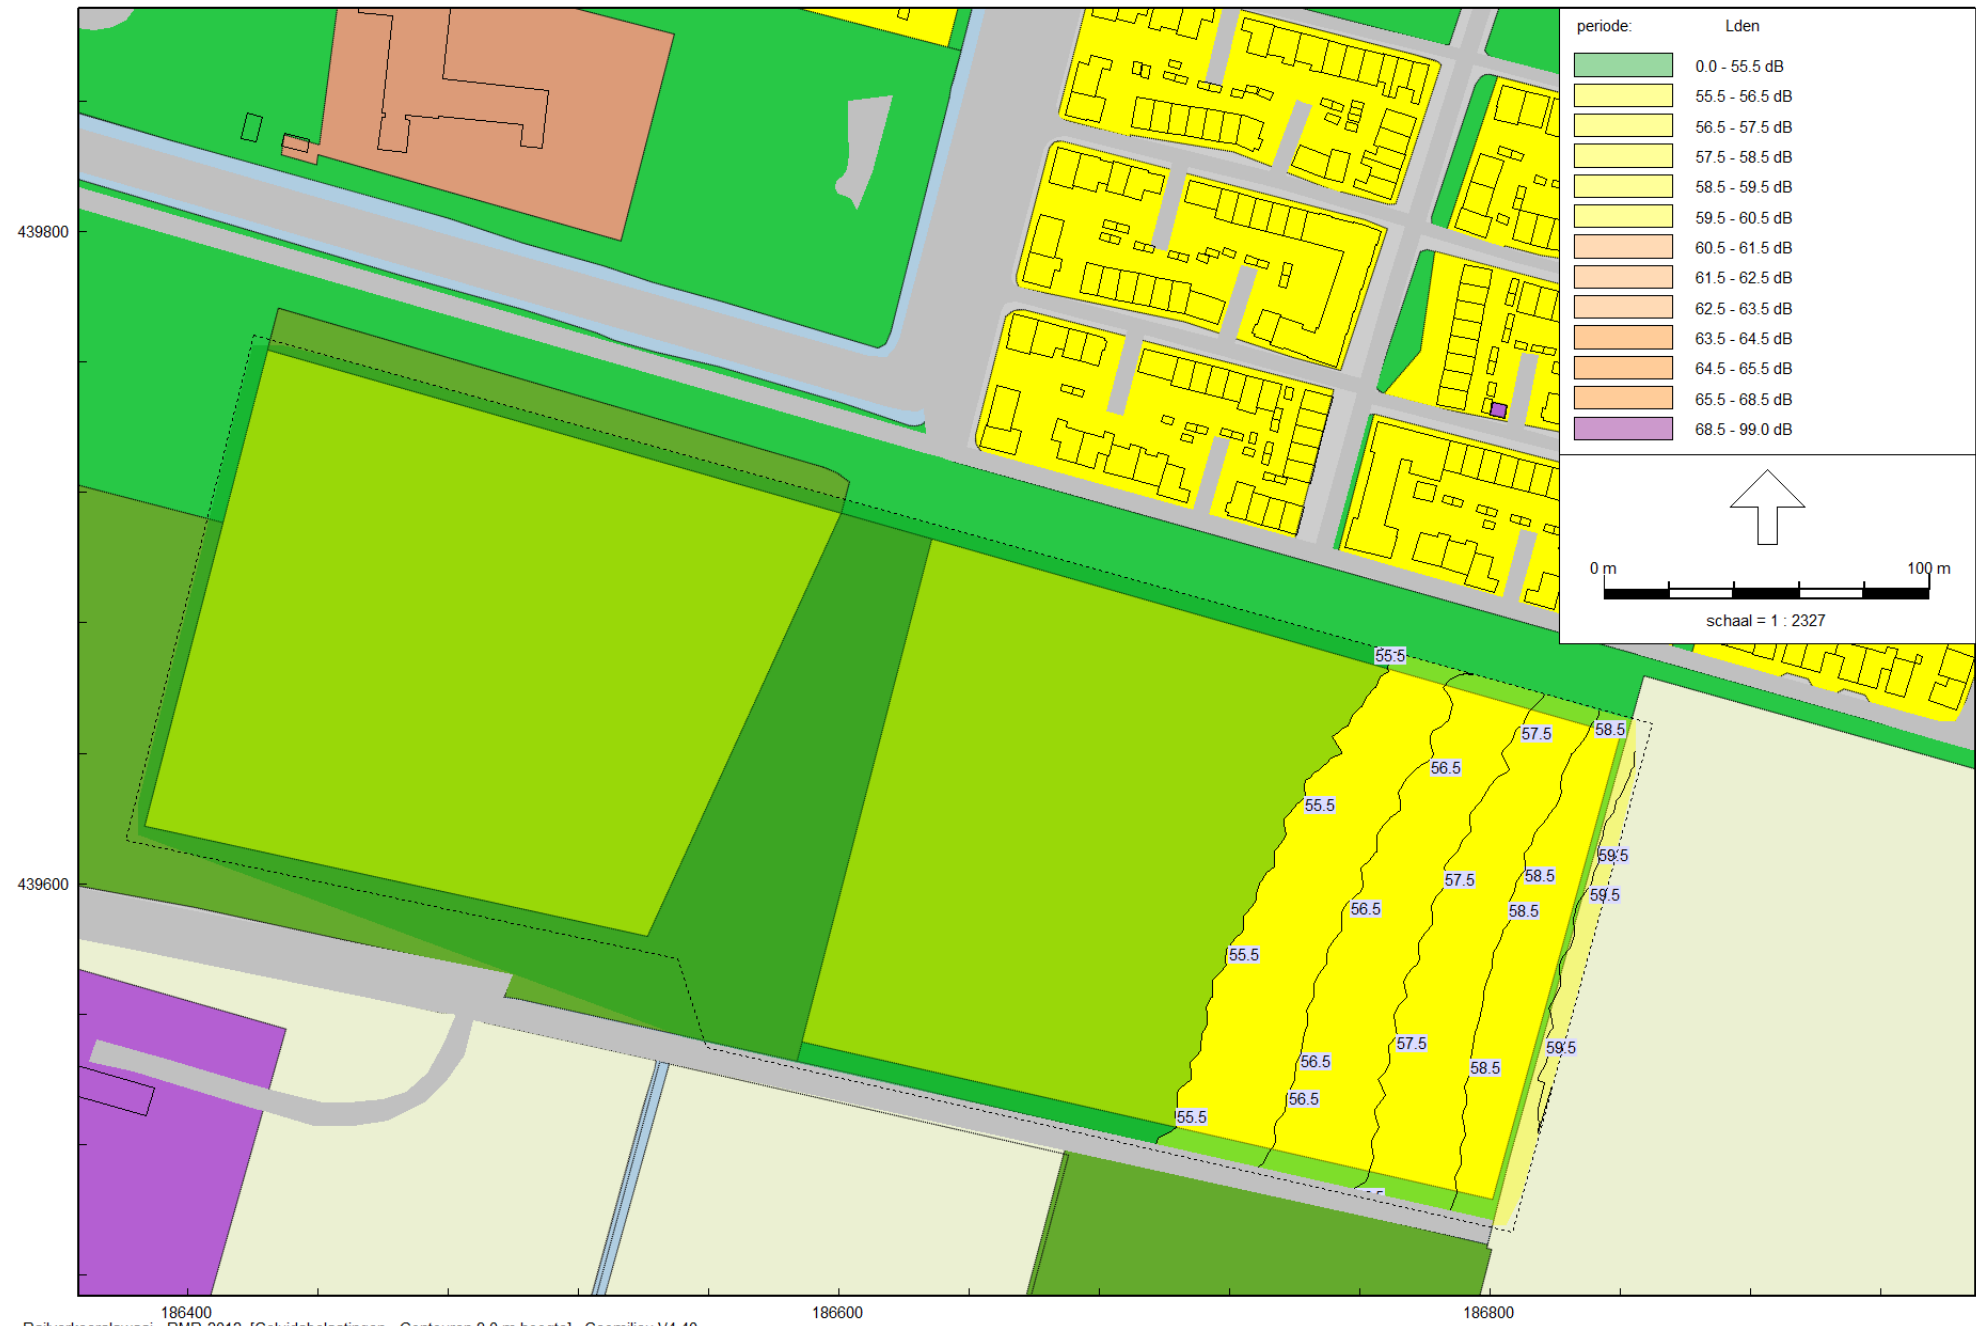 periode: Lden
0.0 - 55.5 dB
55.5 - 56.5 dB
56.5 - 57.5 dB
57.5 - 58.5 dB
58.5 - 59.5 dB
59.5 - 60.5 dB
60.5 - 61.5 dB
61.5 - 62.5 dB
62.5 - 63.5 dB
63.5 - 64.5 dB
64.5 - 65.5 dB
65.5 - 68.5 dB
68.5 - 99.0 dB
0 m 100 m
schaal = 1 : 2327
439800
55.5
58.5
57.5
56.5
55.5
59.5
58.5
57.5
439600
59.5
56.5
58.5
55.5
57.5
59.5
56.5
58.5
56.5
55.5
186400
186600
186800